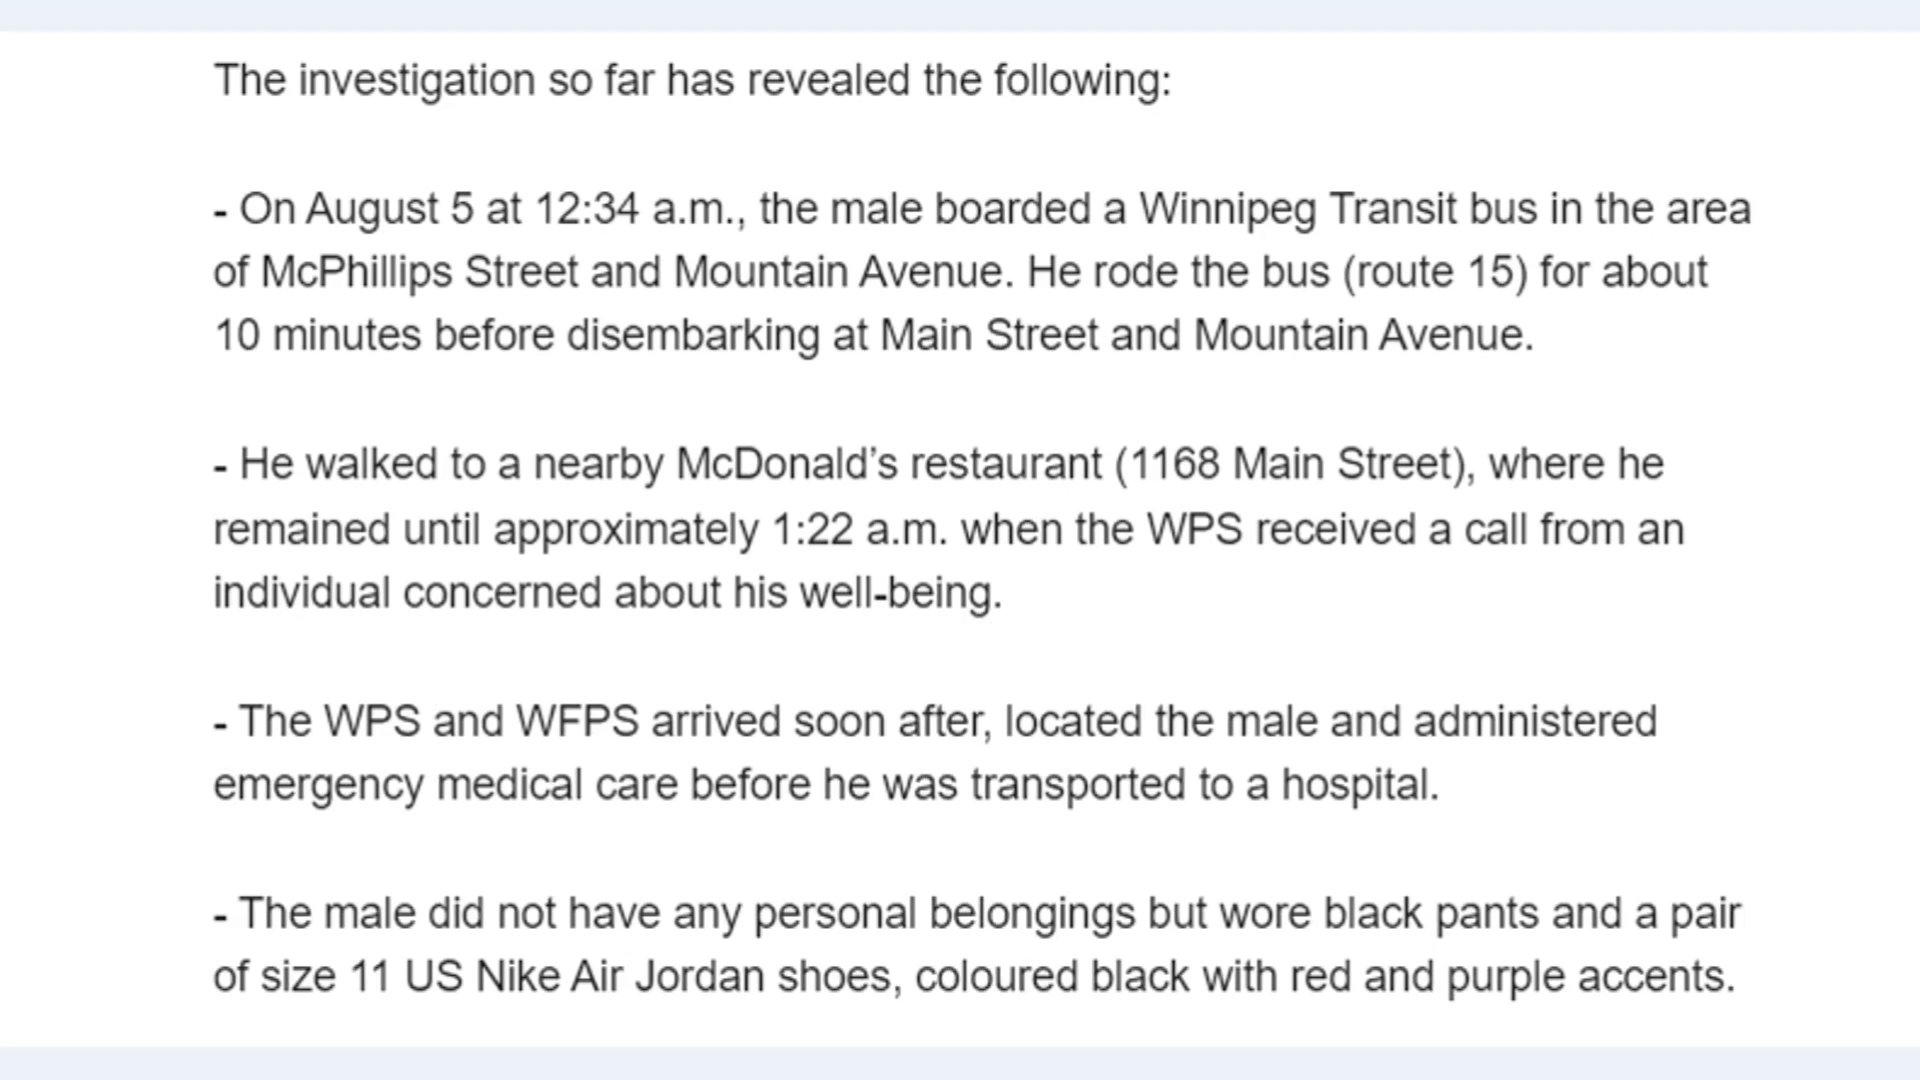 The investigation so far has revealed the following:
- On August 5 at 12:34 a.m., the male boarded a Winnipeg Transit bus in the area
of McPhillips Street and Mountain Avenue. He rode the bus (route 15) for about
10 minutes before disembarking at Main Street and Mountain Avenue.
- He walked to a nearby McDonald’s restaurant (1168 Main Street), where he
remained until approximately 1:22 a.m. when the WPS received a call from an
individual concerned about his well-being.
- The WPS and WFPS arrived soon after, located the male and administered
emergency medical care before he was transported to a hospital.
- The male did not have any personal belongings but wore black pants and a pair
of size 11 US Nike Air Jordan shoes, coloured black with red and purple accents.